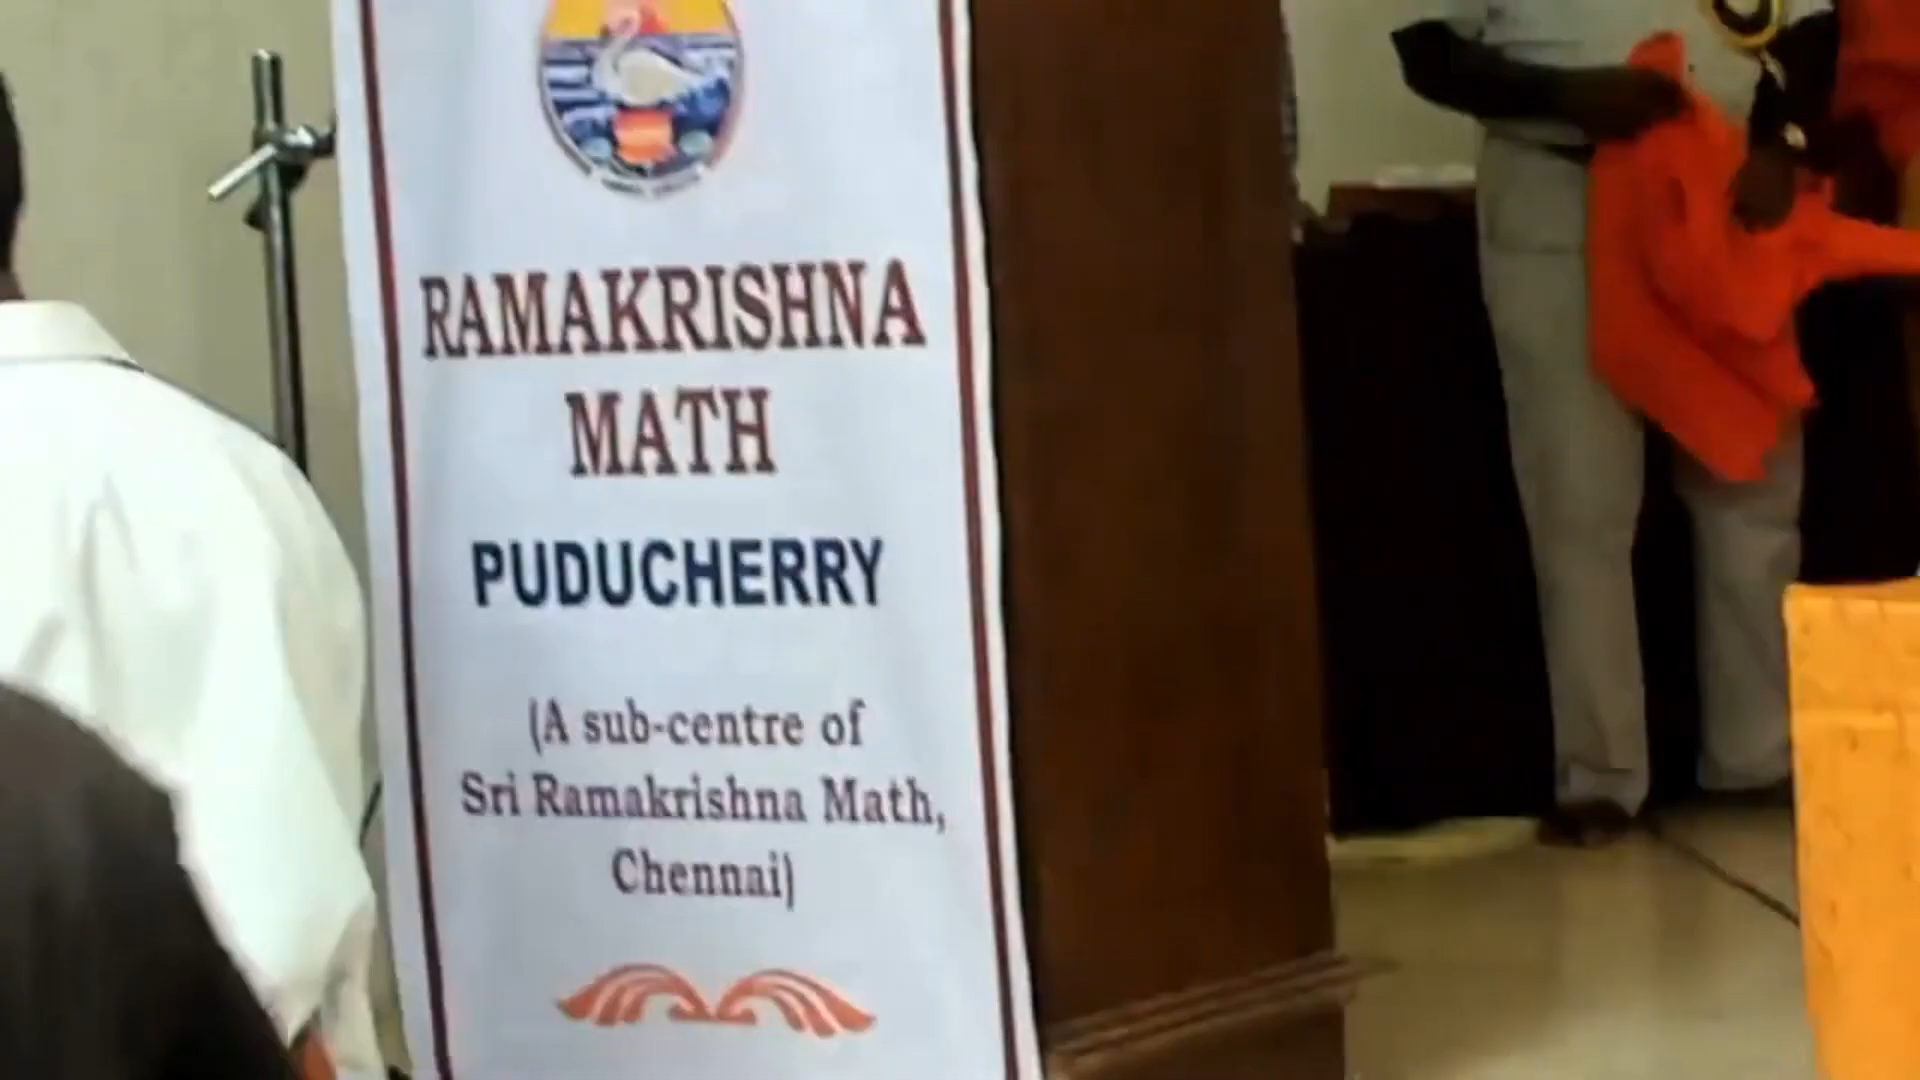 RAMAKRISHNA
MATH
PUDUCHERRY
(A sub-centre of
Sri Ramakrishna Math,
Chennai)